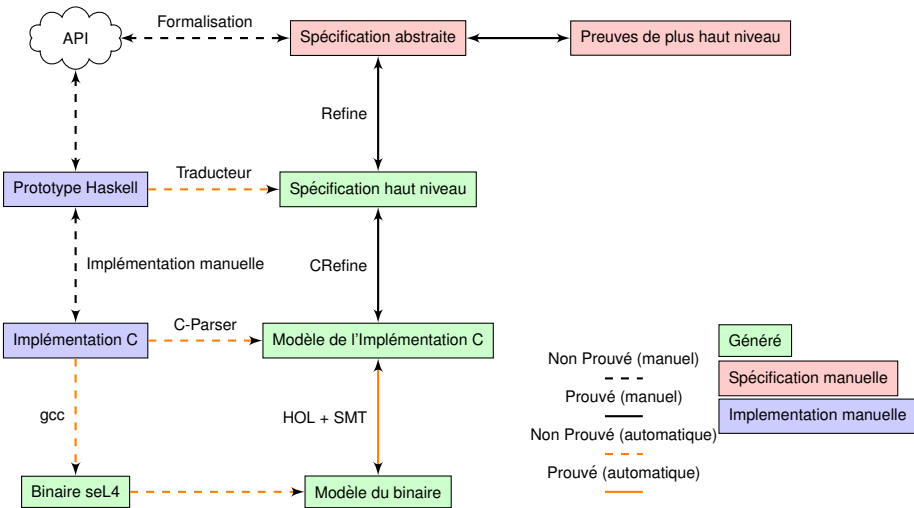 Formalisation
API
Spécification abstraite
Preuves de plus haut niveau
Refine
Traducteur
Prototype Haskell
Spécification haut niveau
Implémentation manuelle
CRefine
C-Parser
Implémentation C
Modèle de l'Implémentation C
Généré
Non Prouvé (manuel)
Spécification manuelle
Prouvé (manuel)
Implementation manuelle
gcc
HOL + SMT
Non Prouvé (automatique)
Prouvé (automatique)
Binaire seL4
Modèle du binaire